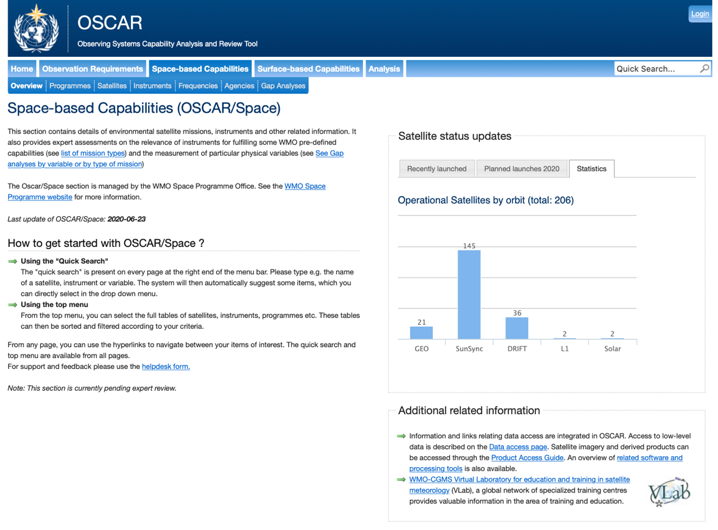 OSCAR
Observing Systems Capability Analysis and Review Tool
Login
Home
Observation Requirements
Space-based Capabilities
Surface-based Capabilities
Analysis
Quick Search...
Overview
Programmes
Satellites
Instruments
Frequencies
Agencies
Gap Analyses
Space-based Capabilities (OSCAR/Space)
This section contains details of environmental satellite missions, instruments and other related information. It
also provides expert assessments on the relevance of instruments for fulfilling some WMO pre-defined
capabilities (see list of mission types) and the measurement of particular physical variables (see See Gap
analyses by variable or by type of mission)
The Oscar/Space section is managed by the WMO Space Programme Office. See the WMO Space
Programme website for more information.
Last update of OSCAR/Space: 2020-06-23
How to get started with OSCAR/Space ?
Using the "Quick Search"
The "quick search" is present on every page at the right end of the menu bar. Please type e.g. the name
of a satellite, instrument or variable. The system will then automatically suggest some items, which you
can directly select in the drop down menu.
Using the top menu
From the top menu, you can select the full tables of satellites, instruments, programmes etc. These tables
can then be sorted and filtered according to your criteria.
From any page, you can use the hyperlinks to navigate between your items of interest. The quick search and
top menu are available from all pages.
For support and feedback please use the helpdesk form.
Note: This section is currently pending expert review.
Satellite status updates
Recently launched
Planned launches 2020
Statistics
Operational Satellites by orbit (total: 206)
145
36
21
2
2
GEO
SunSync
DRIFT
L1
Solar
Additional related information
Information and links relating data access are integrated in OSCAR. Access to low-level
data is described on the Data access page. Satellite imagery and derived products can
be accessed through the Product Access Guide. An overview of related software and
processing tools is also available.
WMO-CGMS Virtual Laboratory for education and training in satellite
meteorology (VLab), a global network of specialized training centres
provides valuable information in the area of training and education.
VLab